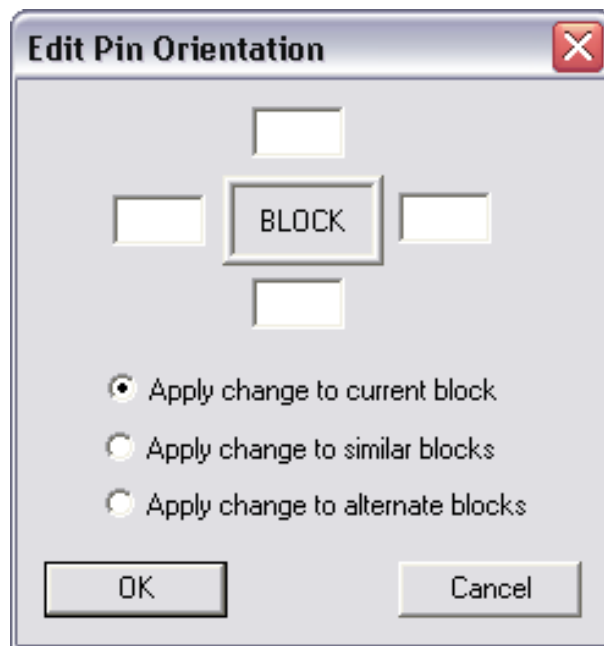 Edit Pin Orientation
BLOCK
Apply change to current block
Apply change to similar blocks
Apply change to alternate blocks
OK
Cancel